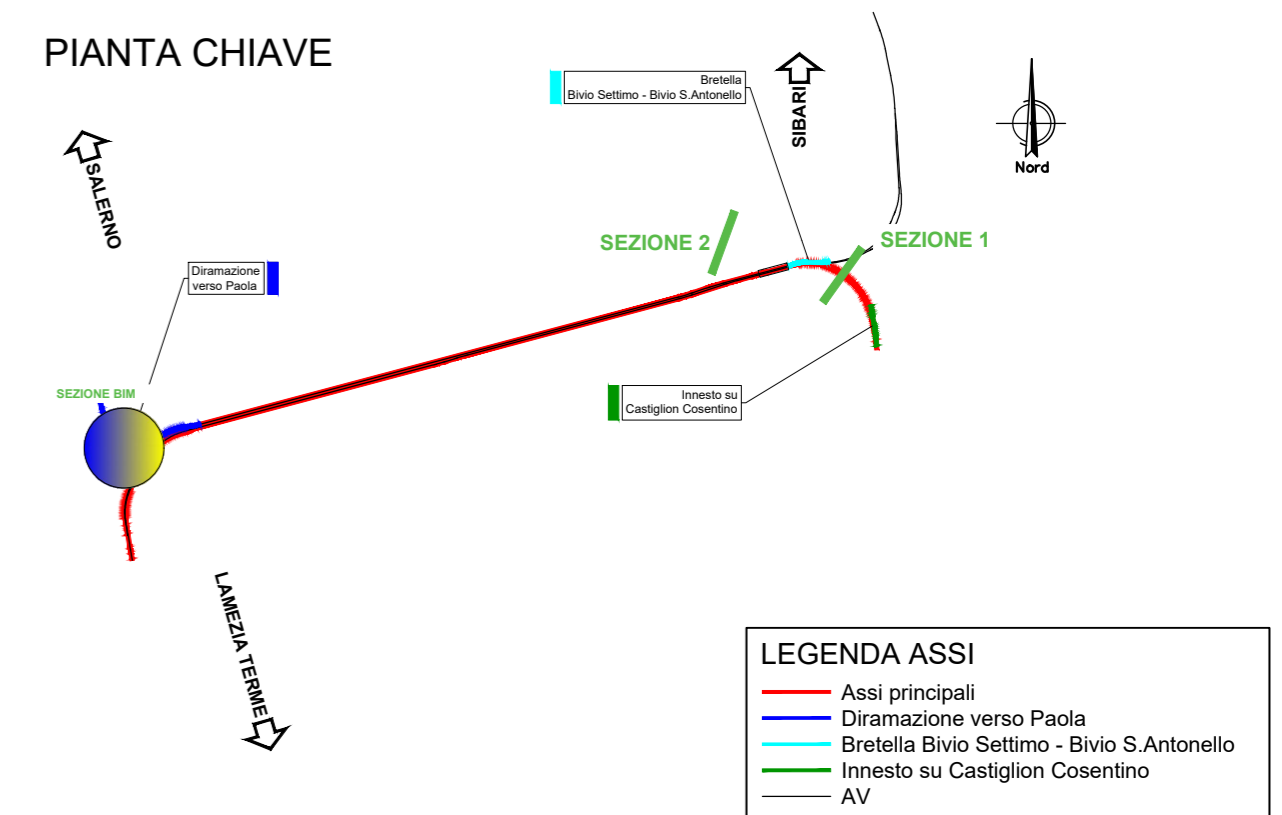 PIANTA CHIAVE
SALERNO
Bretella
Bivio Settimo - Bivio S.Antonello
SIBARI
Nord
SEZIONE 2
SEZIONE 1
Diramazione
verso Paola
SEZIONE BIM
Innesto su
Castiglion Cosentino
LAMEZIA TERME
LEGENDA ASSI
Assi principali
Diramazione verso Paola
Bretella Bivio Settimo - Bivio S.Antonello
Innesto su Castiglion Cosentino
AV